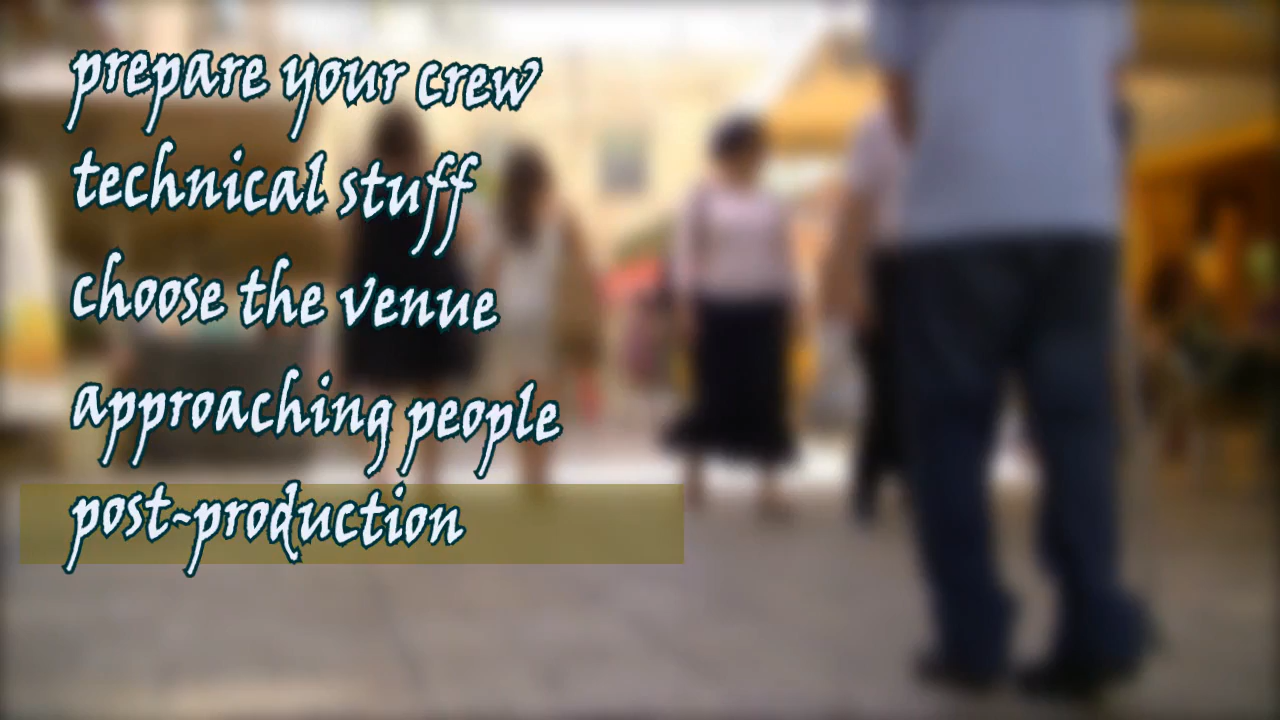 prepare your crew
technical stuff
choose the venue
approaching people
post-production